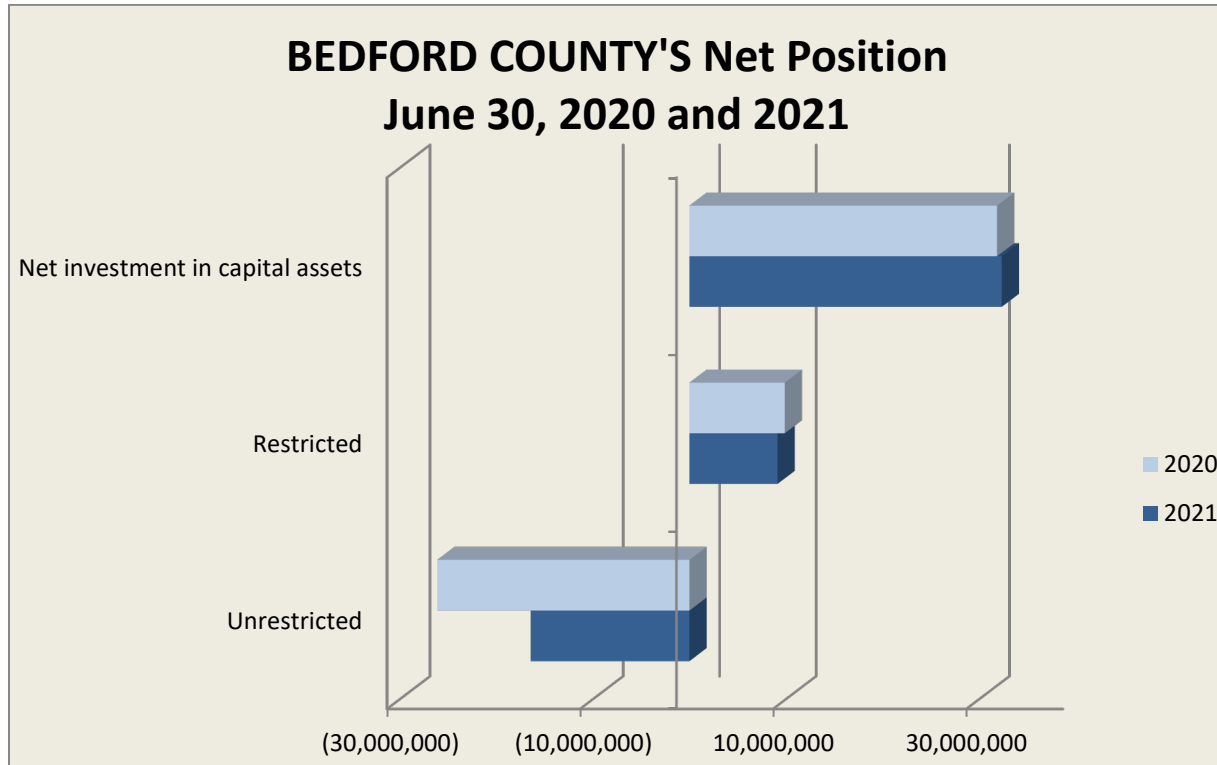 BEDFORD COUNTY'S Net Position
June 30, 2020 and 2021
Net investment in capital assets
Restricted
Unrestricted
2020
2021
(30,000,000)
(10,000,000)
10,000,000
30,000,000